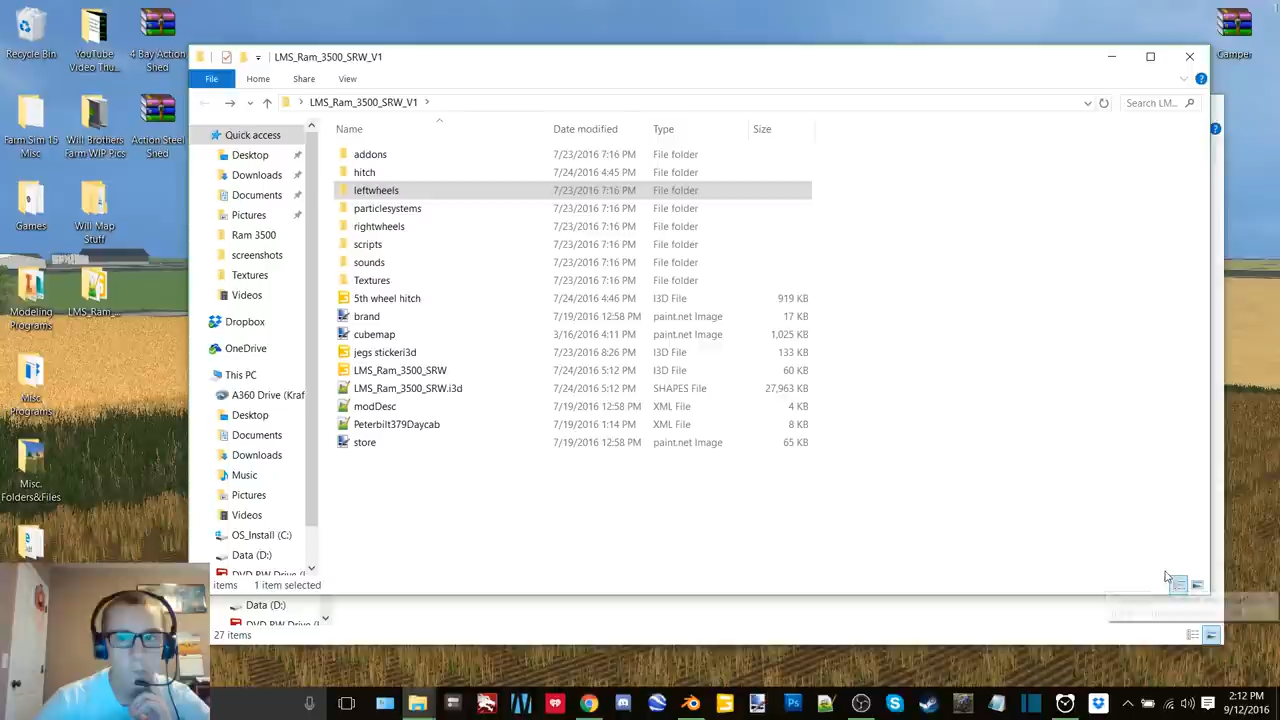 Recycle Bin
YouTube Video Thu...
4 Bay Action Shed
Farm Sim 15 Misc
Will Brothers Farm WIP Pics
Action Steel Shed
Games
Will Map Stuff
Modeling Programs
LMS_Ram_...
Misc. Programs
Misc. Folders&Files
Camper
LMS_Ram_3500_SRW_V1
File Home Share View
LMS_Ram_3500_SRW_V1
Search LM...
Quick access
Desktop
Downloads
Documents
Pictures
Ram 3500
screenshots
Textures
Videos
Dropbox
OneDrive
This PC
A360 Drive (Kraf
Desktop
Documents
Downloads
Music
Pictures
Videos
OS_Install (C:)
Data (D:)
DVD RW Drive (
Name Date modified Type Size
addons 7/23/2016 7:16 PM File folder
hitch 7/24/2016 4:45 PM File folder
leftwheels 7/23/2016 7:16 PM File folder
particlesystems 7/23/2016 7:16 PM File folder
rightwheels 7/23/2016 7:16 PM File folder
scripts 7/23/2016 7:16 PM File folder
sounds 7/23/2016 7:16 PM File folder
Textures 7/23/2016 7:16 PM File folder
5th wheel hitch 7/24/2016 4:46 PM I3D File 919 KB
brand 7/19/2016 12:58 PM paint.net Image 17 KB
cubemap 3/16/2016 4:11 PM paint.net Image 1,025 KB
jegs stickeri3d 7/23/2016 8:26 PM I3D File 133 KB
LMS_Ram_3500_SRW 7/24/2016 5:12 PM I3D File 60 KB
LMS_Ram_3500_SRW.i3d 7/24/2016 5:12 PM SHAPES File 27,963 KB
modDesc 7/19/2016 12:58 PM XML File 4 KB
Peterbilt379Daycab 7/19/2016 1:14 PM XML File 8 KB
store 7/19/2016 12:58 PM paint.net Image 65 KB
items 1 item selected
Data (D:)
DVD RW Drive (
27 items
2:12 PM
9/12/2016